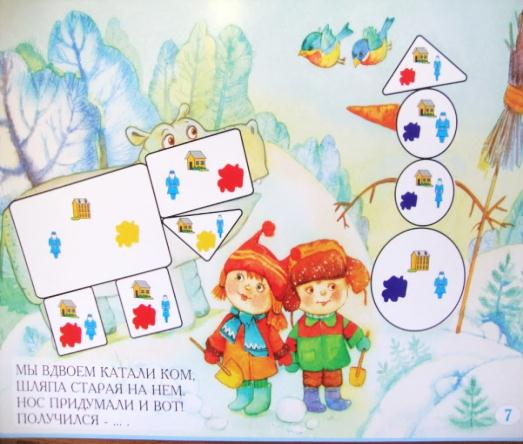 МЫ ВДВОЕМ КАТАЛИ КОМ,
ШЛЯПА СТАРАЯ НА НЕМ.
НОС ПРИДУМАЛИ И ВОТ!
ПОЛУЧИЛСЯ - ... .
7